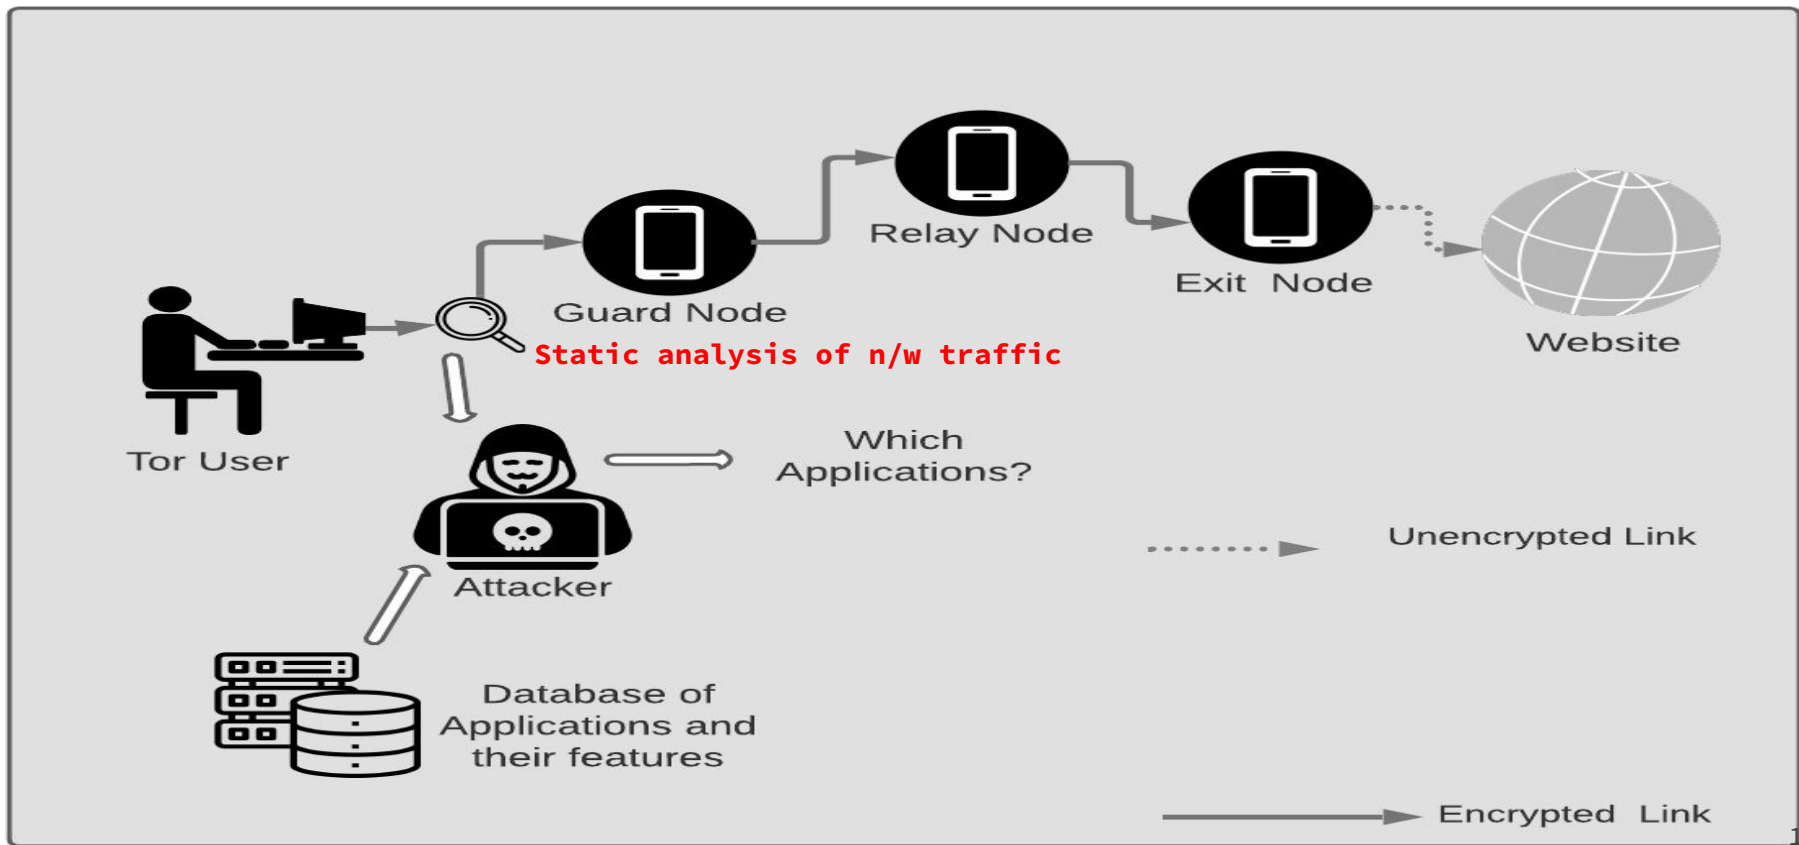 Relay Node
Exit Node
Guard Node
Website
Static analysis of n/w traffic
Tor User
Which
Applications?
Attacker
Unencrypted Link
Database of
Applications and
their features
Encrypted Link
1